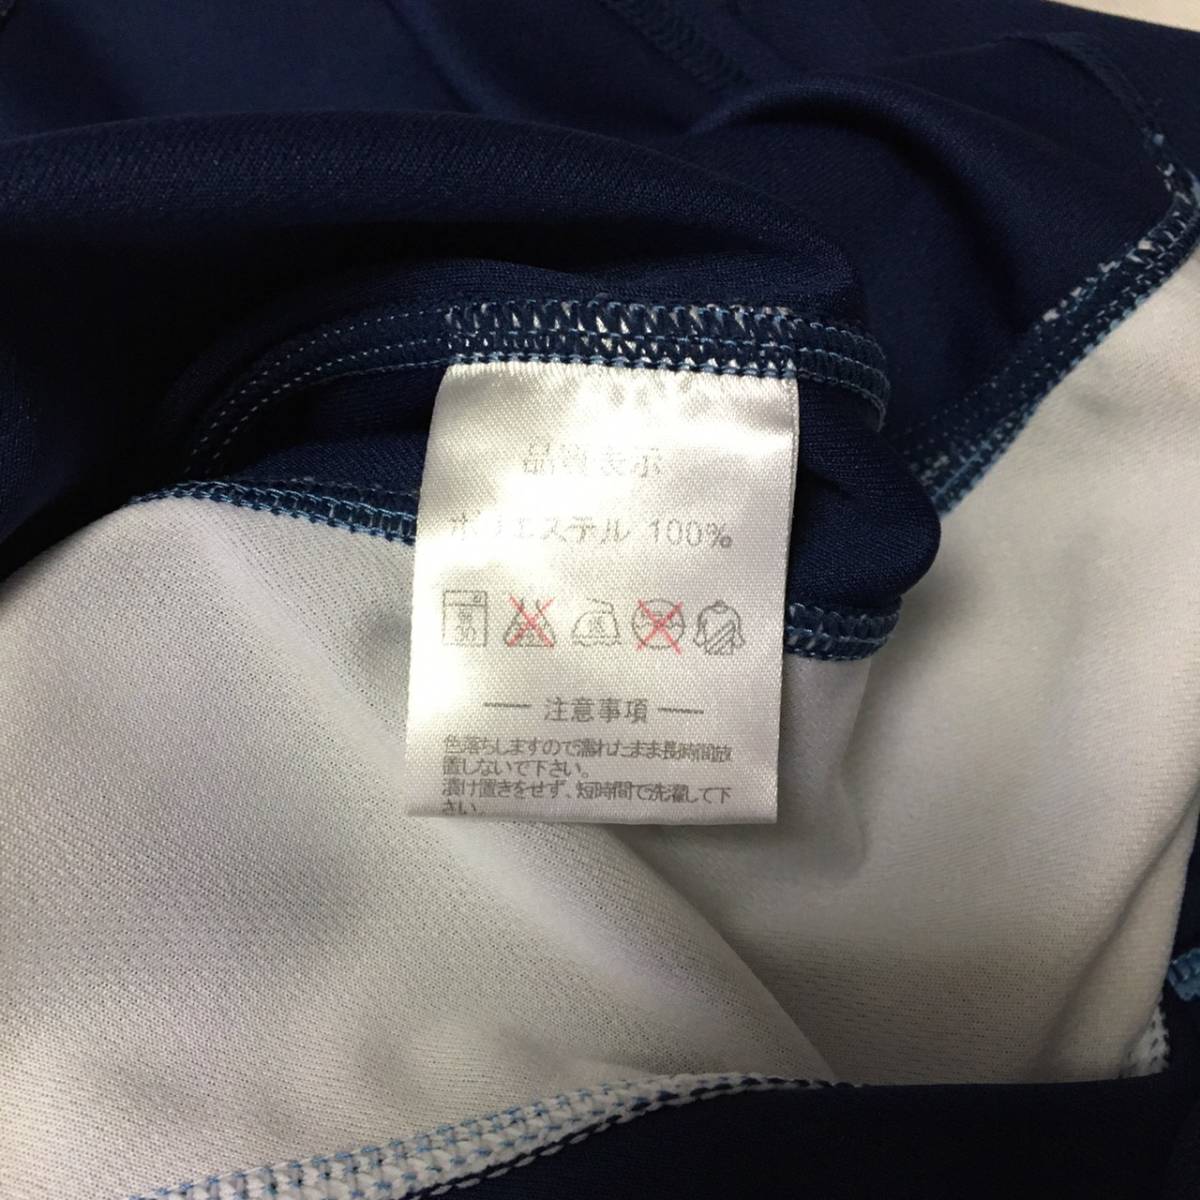 品質表示
ポリエステル 100%
注意事項
色落ちしますので濡れたまま長時間放
置しないで下さい。
漬け置きをせず、短時間で洗濯して下
さい。